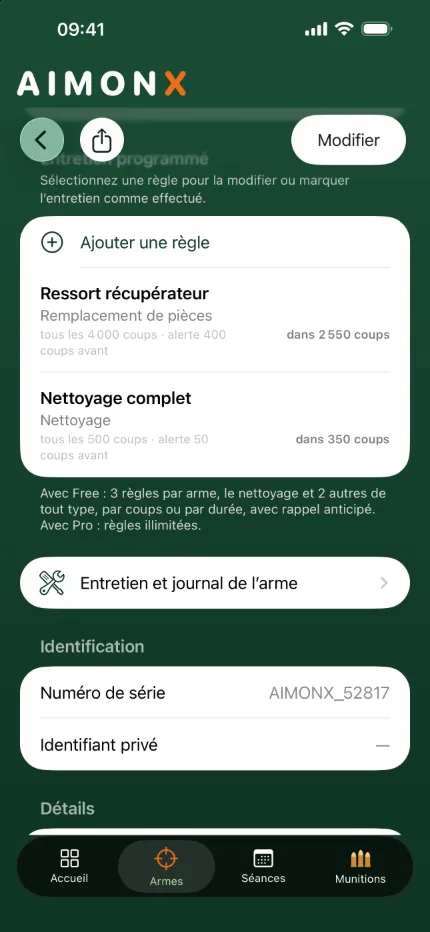 09:41
AIMONX
Modifier
Entretien programmé
Sélectionnez une règle pour la modifier ou marquer
l’entretien comme effectué.
Ajouter une règle
Ressort récupérateur
Remplacement de pièces
tous les 4 000 coups · alerte 400
coups avant
dans 2 550 coups
Nettoyage complet
Nettoyage
tous les 500 coups · alerte 50
coups avant
dans 350 coups
Avec Free : 3 règles par arme, le nettoyage et 2 autres de
tout type, par coups ou par durée, avec rappel anticipé.
Avec Pro : règles illimitées.
Entretien et journal de l’arme
Identification
Numéro de série
AIMONX_52817
Identifiant privé
—
Détails
Accueil
Armes
Séances
Munitions